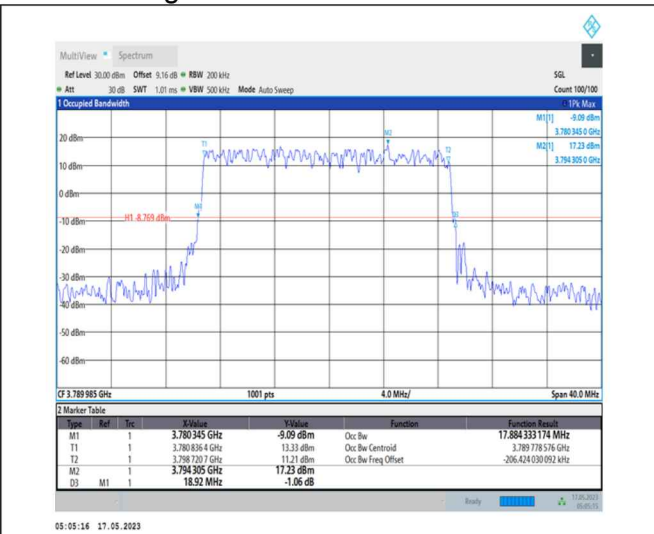 MultiView Spectrum
Ref Level 30.00 dBm Offset 9.16 dB RBW 200 kHz SGL
Att 30 dB SWT 1.01 ms VBW 500 kHz Mode Auto Sweep Count 100/100
1 Occupied Bandwidth 1Pk Max
M1[1] -9.09 dBm
3.780 345 0 GHz
M2[1] 17.23 dBm
3.794 305 0 GHz
20 dBm
M2
T1
T2
10 dBm
0 dBm
M1
D3
H1 -8.769 dBm
-10 dBm
-20 dBm
-30 dBm
-40 dBm
-50 dBm
-60 dBm
CF 3.789 985 GHz 1001 pts 4.0 MHz/ Span 40.0 MHz
2 Marker Table
Type Ref Trc X-Value Y-Value Function Function Result
M1 1 3.780 345 GHz -9.09 dBm Occ Bw 17.884 333 174 MHz
T1 1 3.780 836 4 GHz 13.33 dBm Occ Bw Centroid 3.789 778 576 GHz
T2 1 3.798 720 7 GHz 11.21 dBm Occ Bw Freq Offset -206.424 030 092 kHz
M2 1 3.794 305 GHz 17.23 dBm
D3 M1 1 18.92 MHz -1.06 dB
Ready 17.05.2023
05:05:15
05:05:16 17.05.2023